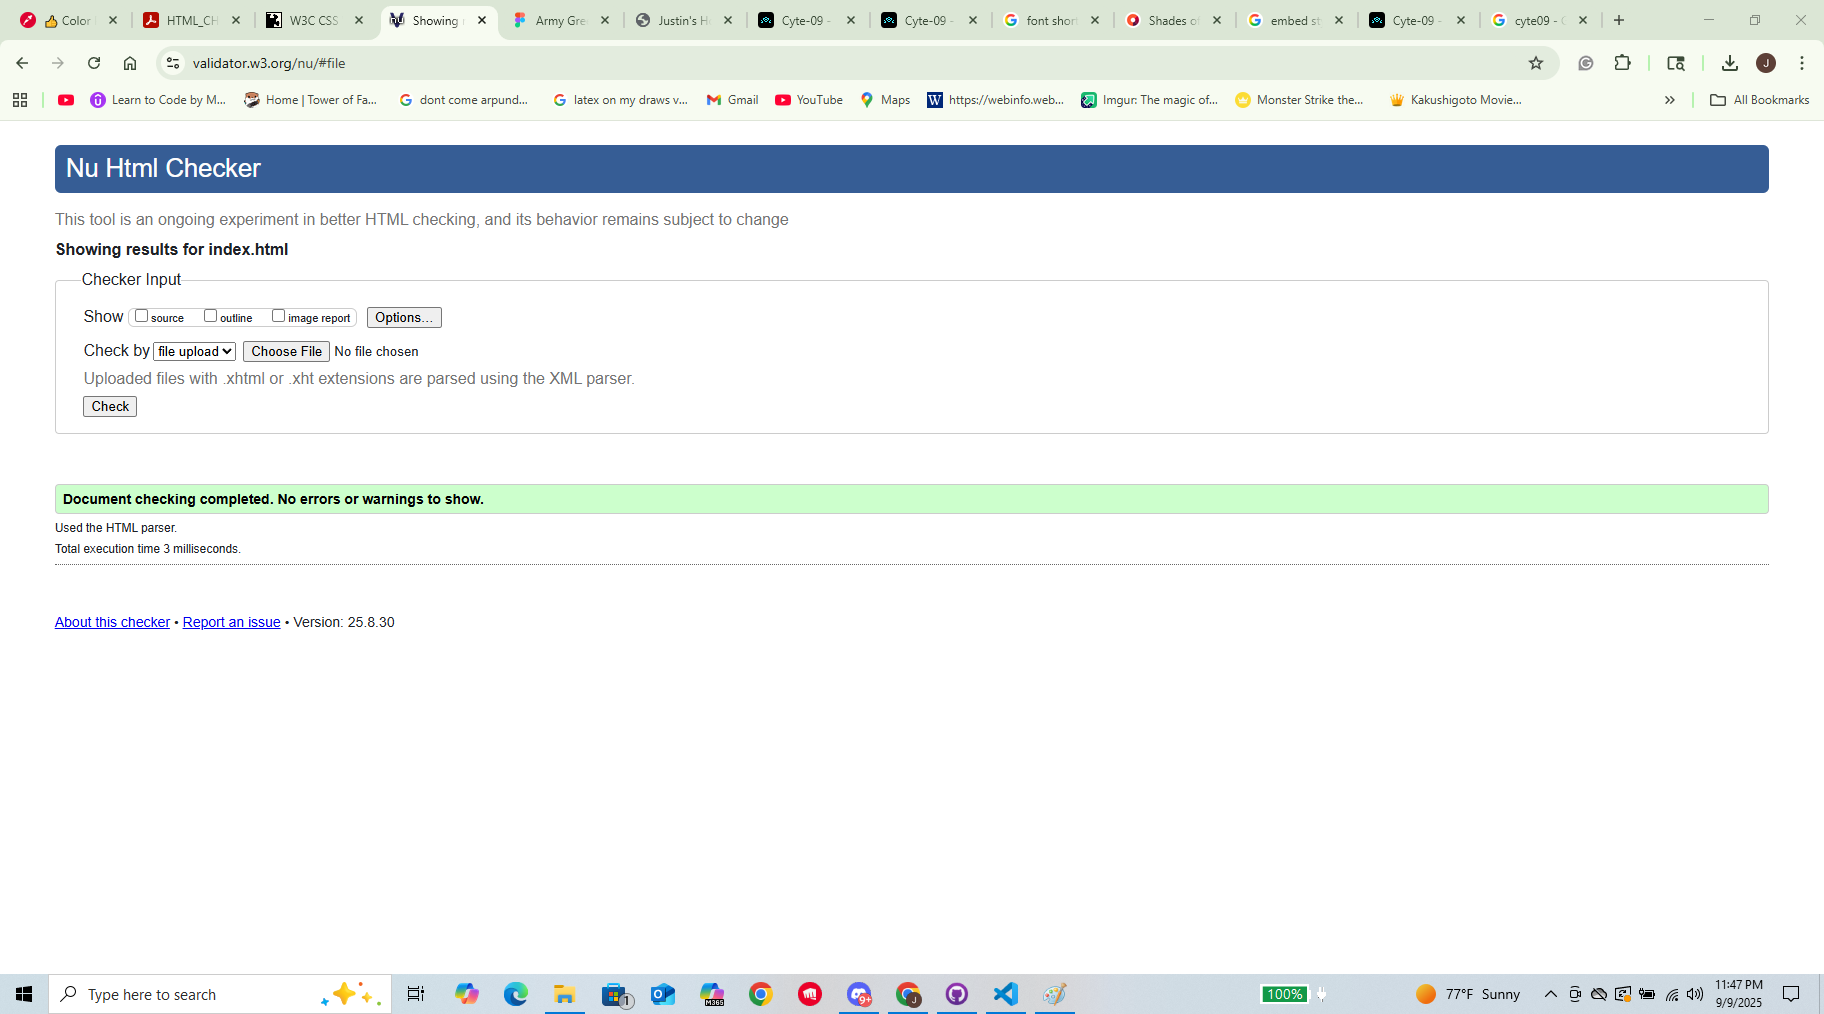 Color
HTML_CH
W3C CSS
Showing r
Army Gre
Justin's H
Cyte-09 -
Cyte-09 -
font shor
Shades of
embed st
Cyte-09 -
cyte09 - G
validator.w3.org/nu/#file
J
Learn to Code by M...
Home | Tower of Fa...
dont come arpund...
latex on my draws v...
Gmail
YouTube
Maps
https://webinfo.web...
Imgur: The magic of...
Monster Strike the...
Kakushigoto Movie...
All Bookmarks
Nu Html Checker
This tool is an ongoing experiment in better HTML checking, and its behavior remains subject to change
Showing results for index.html
Checker Input
Show source outline image report Options...
Check by file upload Choose File No file chosen
Uploaded files with .xhtml or .xht extensions are parsed using the XML parser.
Check
Document checking completed. No errors or warnings to show.
Used the HTML parser.
Total execution time 3 milliseconds.
About this checker • Report an issue • Version: 25.8.30
Type here to search
1
M365
9+
J
100%
77°F Sunny
11:47 PM
9/9/2025